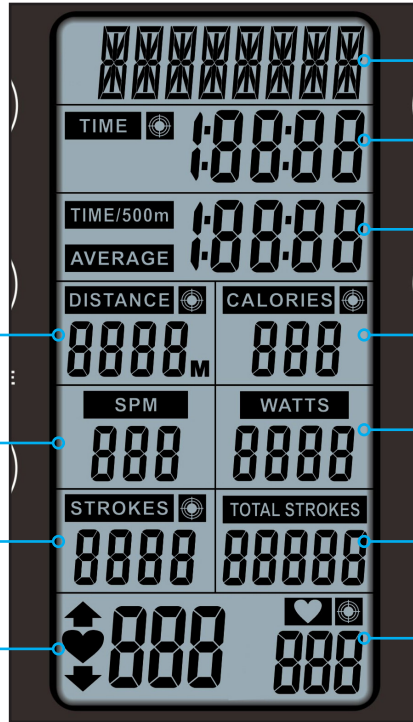 TIME 1:88:88
TIME/500m 1:88:88
AVERAGE
DISTANCE CALORIES
8888M 888
SPM WATTS
888 8888
STROKES TOTAL STROKES
8888 88888
888 888